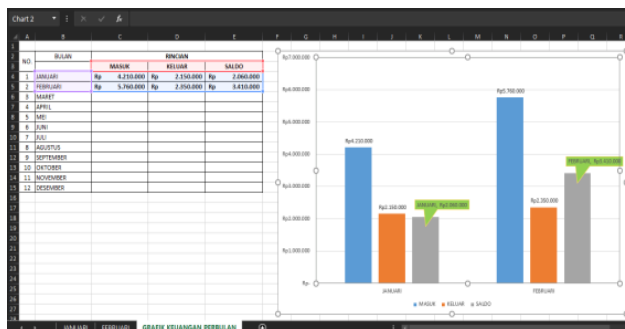 Chart 2
fx
A B C D E F G H I J K L M N O P Q R
NO. BULAN RINCIAN
MASUK KELUAR SALDO
1 JANUARI Rp 4.210.000 Rp 2.150.000 Rp 2.060.000
2 FEBRUARI Rp 5.760.000 Rp 2.350.000 Rp 3.410.000
3 MARET
4 APRIL
5 MEI
6 JUNI
7 JULI
8 AGUSTUS
9 SEPTEMBER
10 OKTOBER
11 NOVEMBER
12 DESEMBER
Rp7.000.000
Rp6.000.000
Rp5.000.000
Rp4.000.000
Rp3.000.000
Rp2.000.000
Rp1.000.000
Rp-
Rp4.210.000
Rp2.150.000
JANUARI, Rp2.060.000
Rp5.760.000
Rp2.350.000
FEBRUARI, Rp3.410.000
JANUARI FEBRUARI
MASUK KELUAR SALDO
JANUARI FEBRUARI GRAFIK KEUANGAN PERBULAN